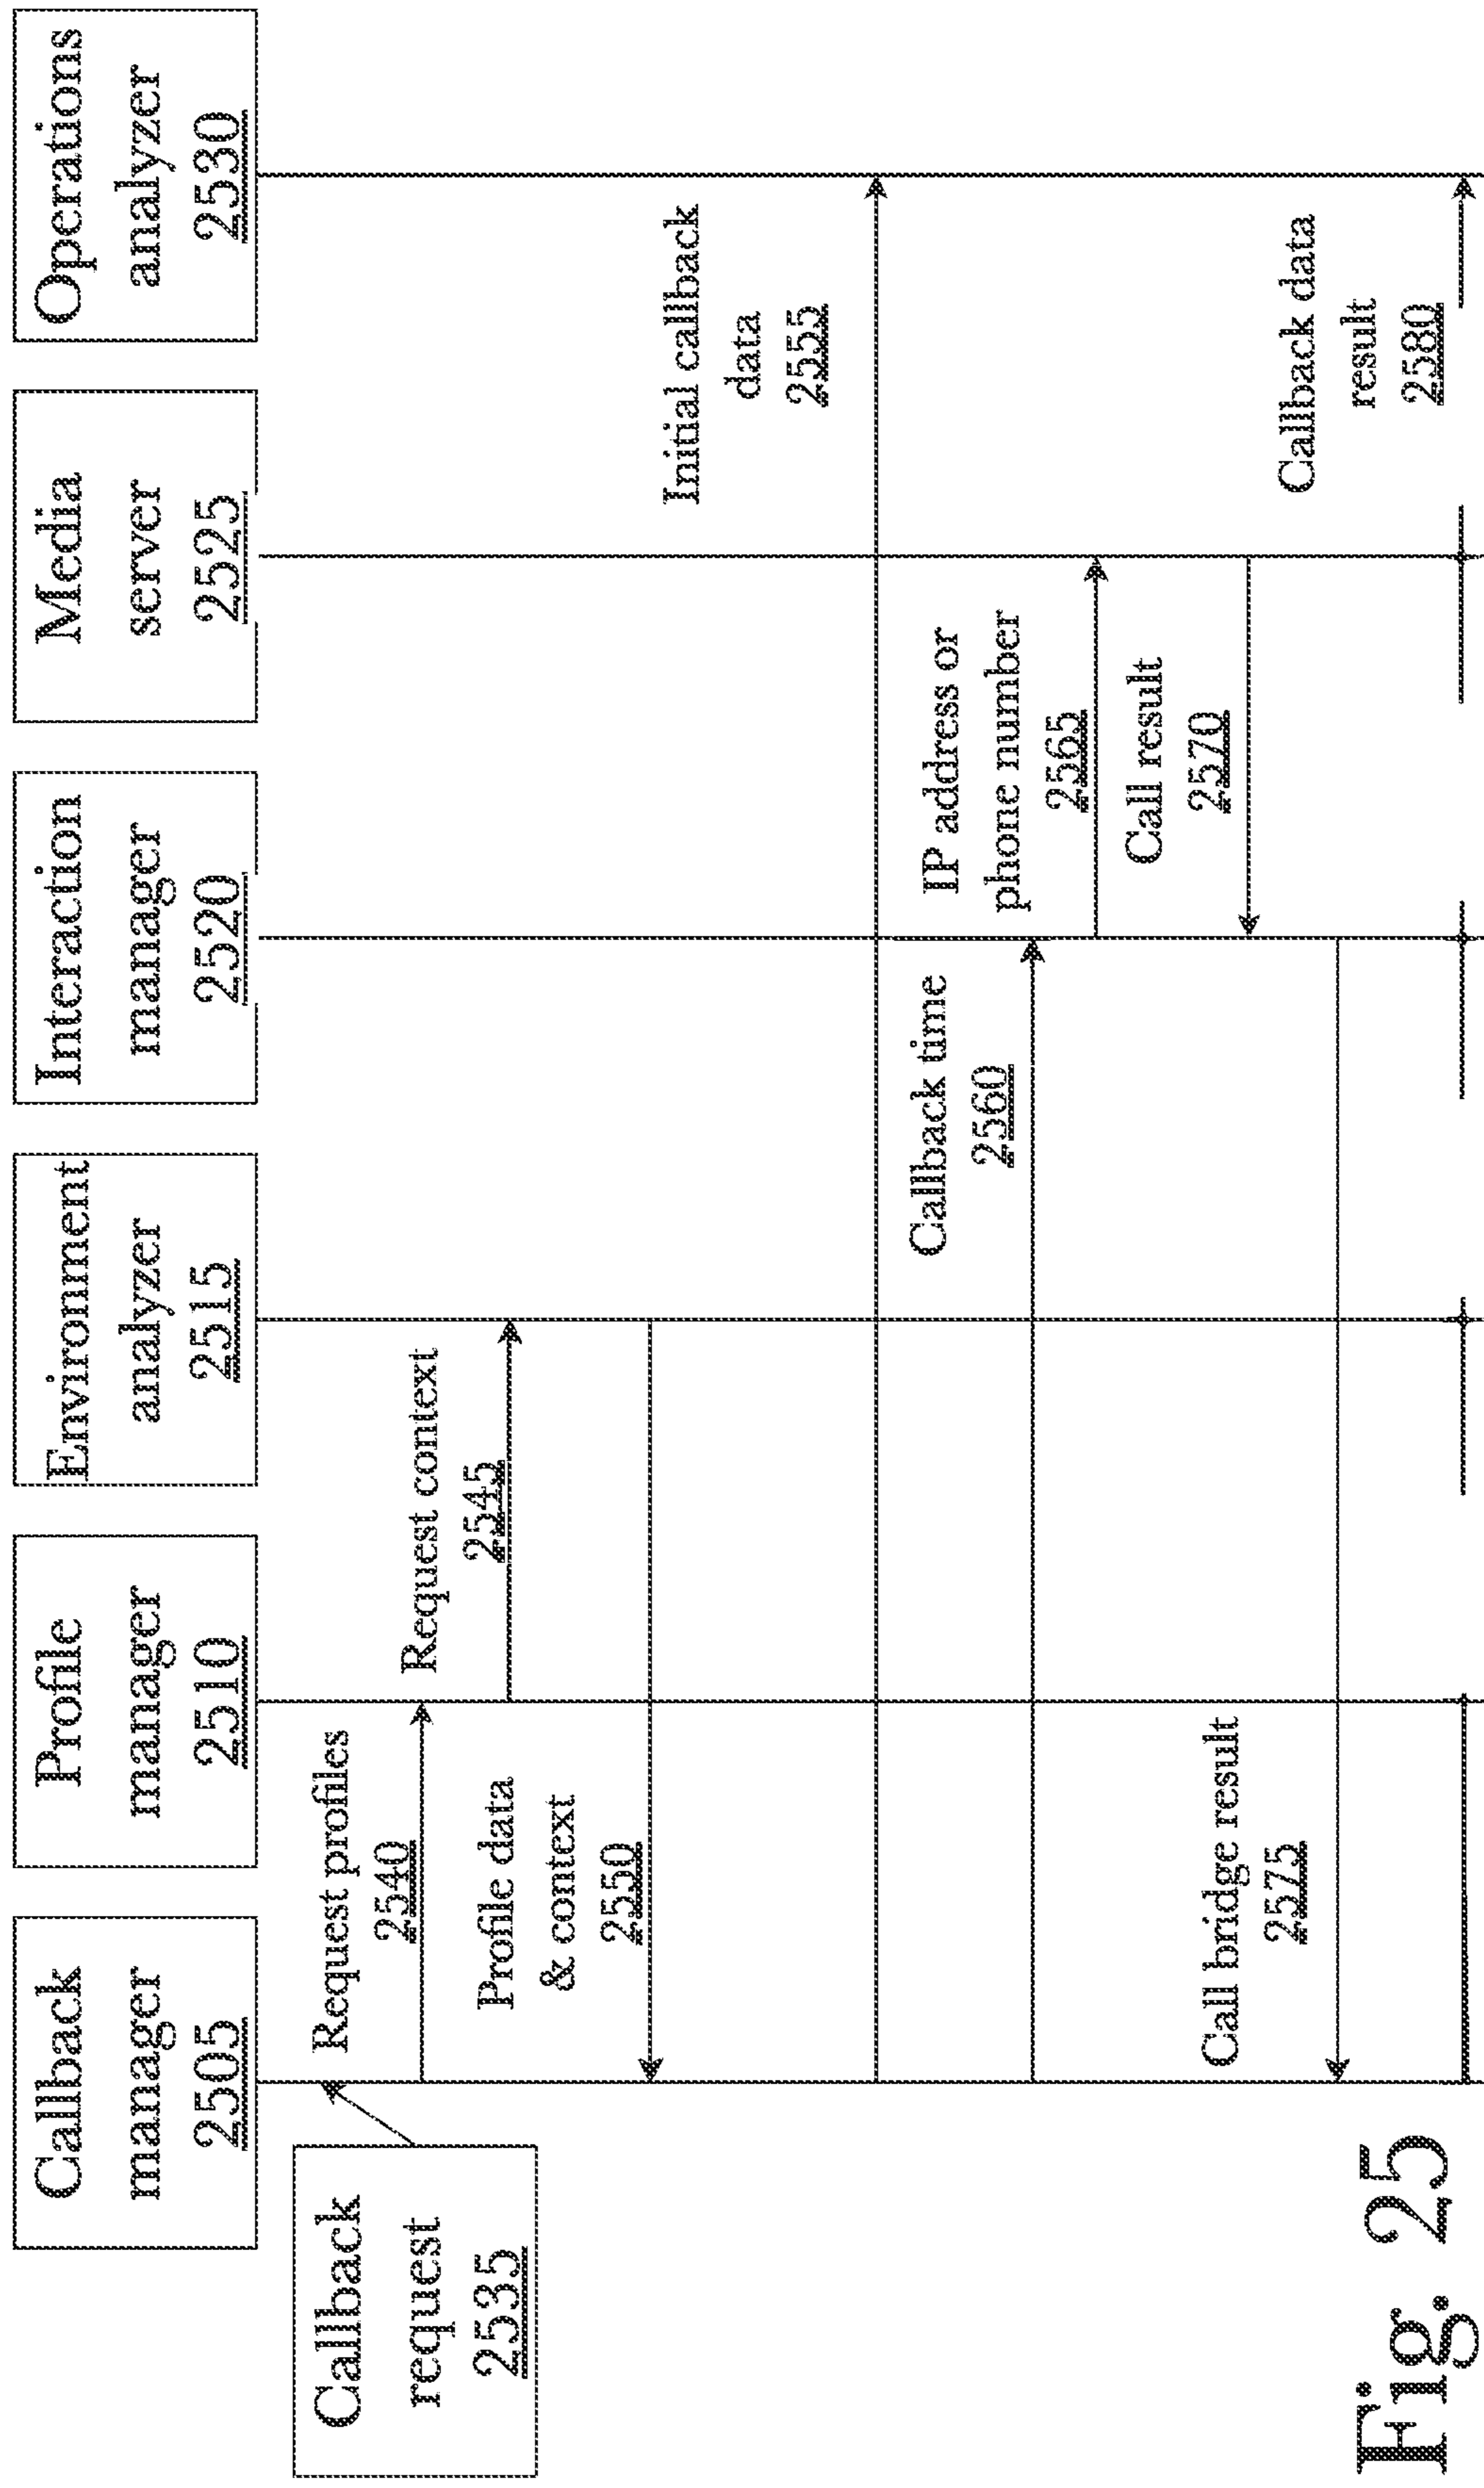 Callback
manager
2505
Profile
manager
2510
Environment
analyzer
2515
Interaction
manager
2520
Media
server
2525
Operations
analyzer
2530
Callback
request
2535
Request profiles
2540
Request context
2545
Profile data
& context
2550
Initial callback
data
2555
Callback time
2560
IP address or
phone number
2565
Call result
2570
Call bridge result
2575
Callback data
result
2580
Fig. 25